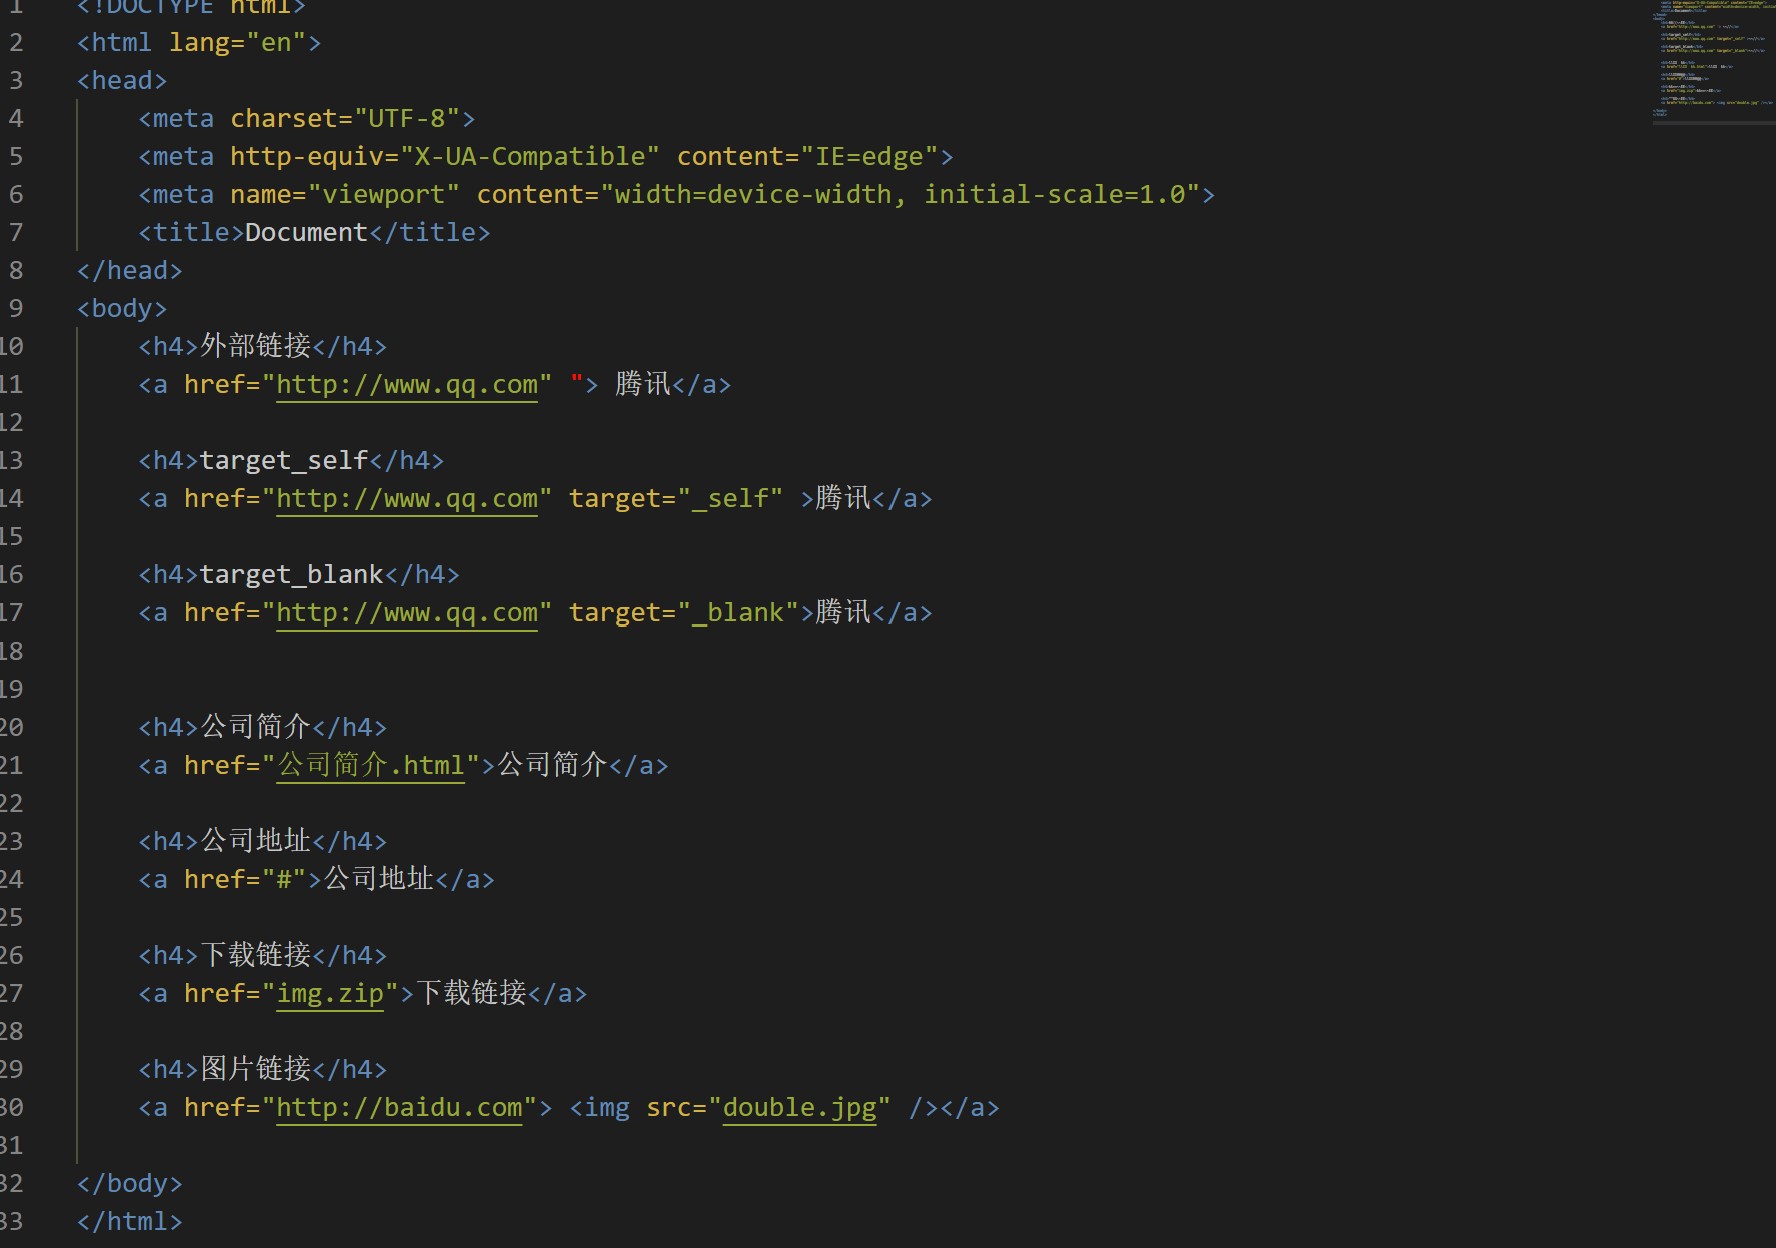 1 <!DOCTYPE html>
2 <html lang="en">
3 <head>
4 <meta charset="UTF-8">
5 <meta http-equiv="X-UA-Compatible" content="IE=edge">
6 <meta name="viewport" content="width=device-width, initial-scale=1.0">
7 <title>Document</title>
8 </head>
9 <body>
10 <h4>外部链接</h4>
11 <a href="http://www.qq.com" "> 腾讯</a>
12
13 <h4>target_self</h4>
14 <a href="http://www.qq.com" target="_self" >腾讯</a>
15
16 <h4>target_blank</h4>
17 <a href="http://www.qq.com" target="_blank">腾讯</a>
18
19
20 <h4>公司简介</h4>
21 <a href="公司简介.html">公司简介</a>
22
23 <h4>公司地址</h4>
24 <a href="#">公司地址</a>
25
26 <h4>下载链接</h4>
27 <a href="img.zip">下载链接</a>
28
29 <h4>图片链接</h4>
30 <a href="http://baidu.com"> <img src="double.jpg" /></a>
31
32 </body>
33 </html>